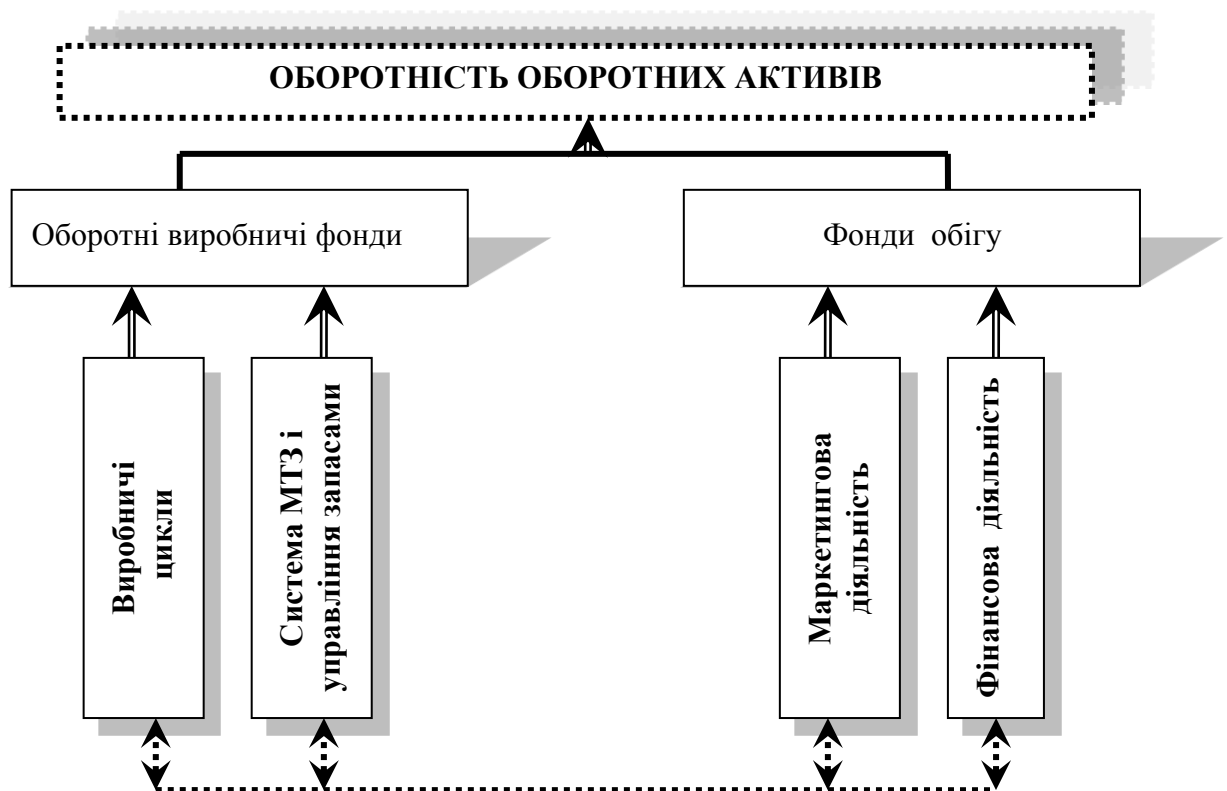 ОБОРОТНІСТЬ ОБОРОТНИХ АКТИВІВ
Оборотні виробничі фонди
Фонди обігу
Виробничі
цикли
Система МТЗ і
управління запасами
Маркетингова
діяльність
Фінансова діяльність